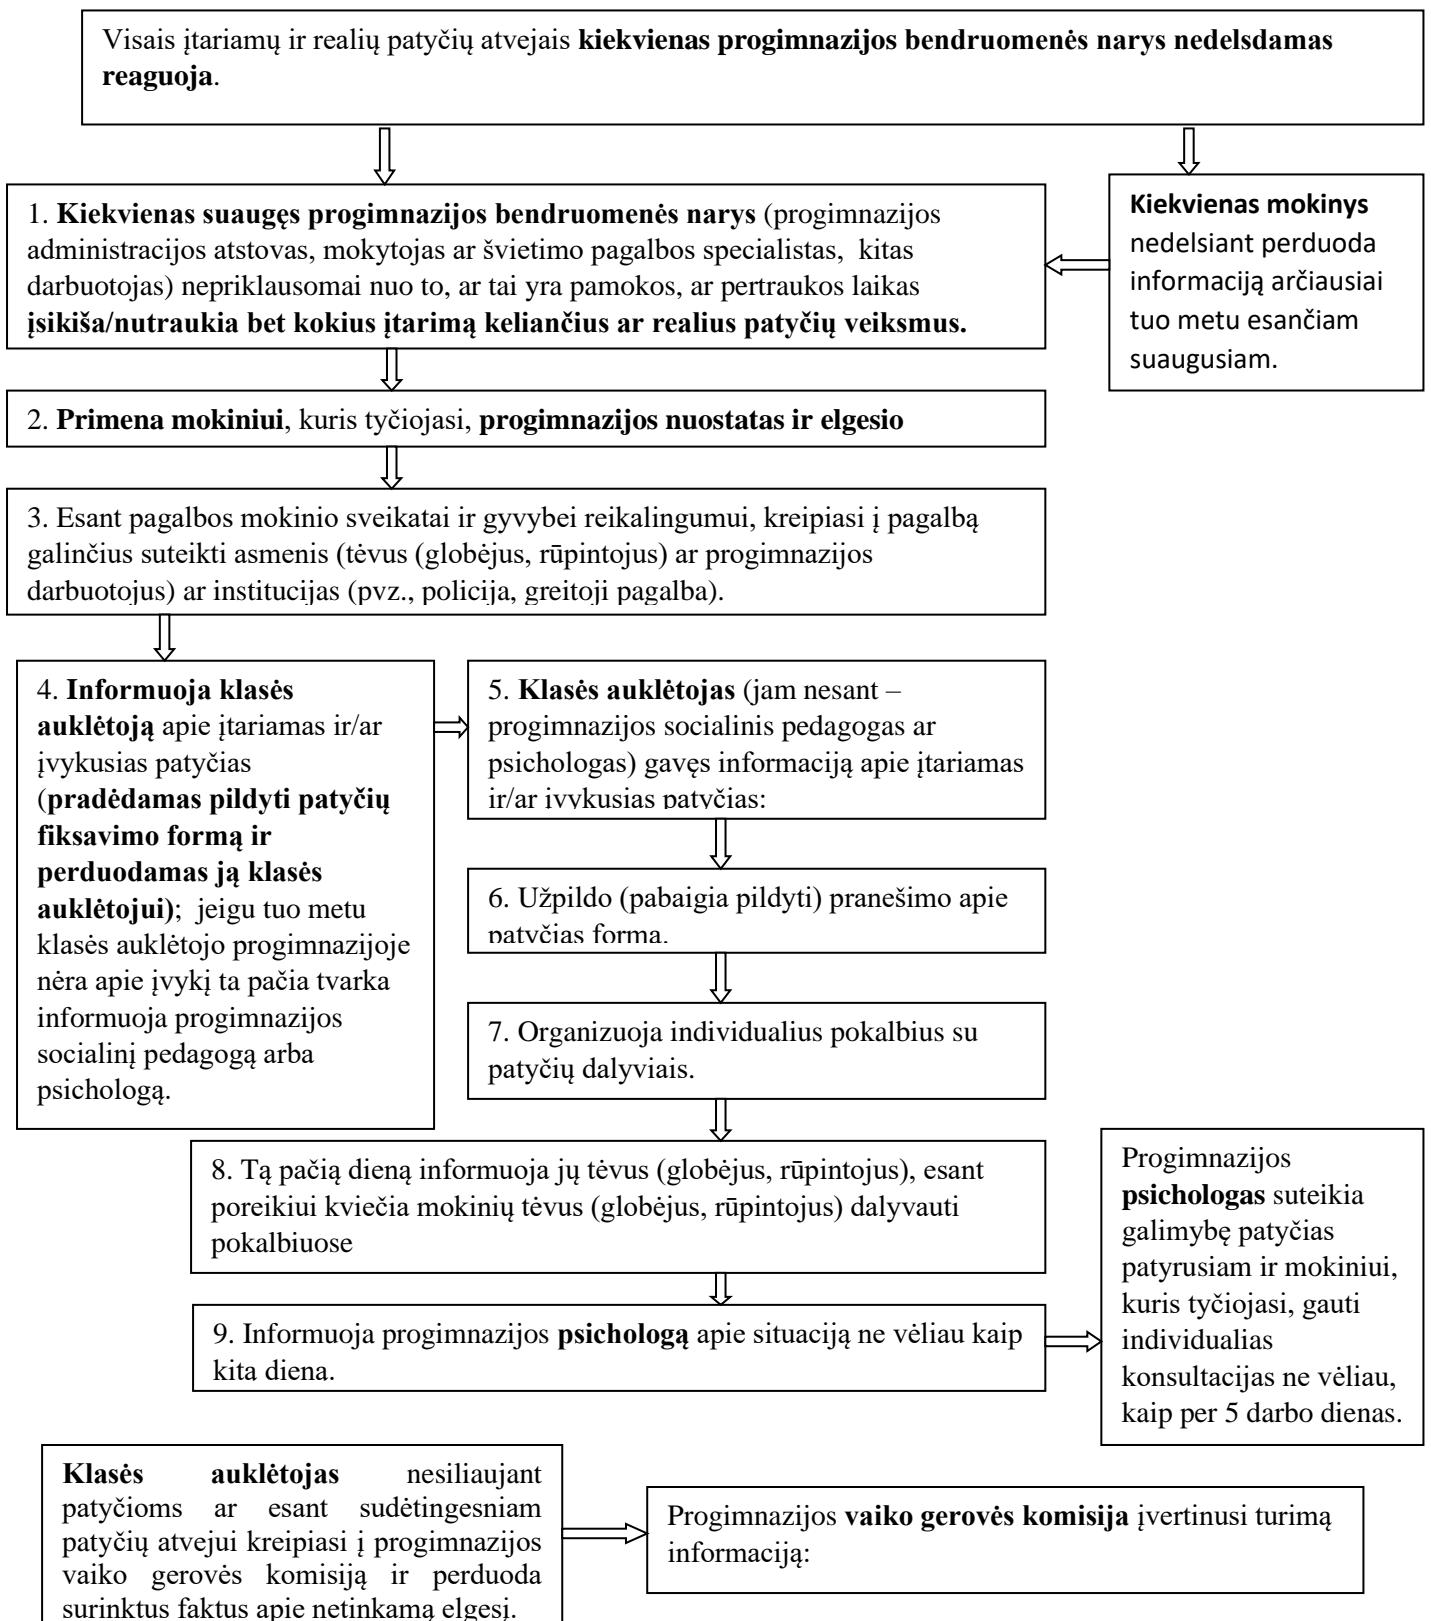 Visais įtariamų ir realių patyčių atvejais kiekvienas progimnazijos bendruomenės narys nedelsdamas
reaguoja.
1. Kiekvienas suaugęs progimnazijos bendruomenės narys (progimnazijos
administracijos atstovas, mokytojas ar švietimo pagalbos specialistas, kitas
darbuotojas) nepriklausomai nuo to, ar tai yra pamokos, ar pertraukos laikas
įsikiša/nutraukia bet kokius įtarimą keliančius ar realius patyčių veiksmus.
Kiekvienas mokinys
nedelsiant perduoda
informaciją arčiausiai
tuo metu esančiam
suaugusiam.
2. Primena mokiniui, kuris tyčiojasi, progimnazijos nuostatas ir elgesio
3. Esant pagalbos mokinio sveikatai ir gyvybei reikalingumui, kreipiasi į pagalbą
galinčius suteikti asmenis (tėvus (globėjus, rūpintojus) ar progimnazijos
darbuotojus) ar institucijas (pvz., policija, greitoji pagalba).
4. Informuoja klasės
auklėtoją apie įtariamas ir/ar
įvykusias patyčias
(pradėdamas pildyti patyčių
fiksavimo formą ir
perduodamas ją klasės
auklėtojui); jeigu tuo metu
klasės auklėtojo progimnazijoje
nėra apie įvykį ta pačia tvarka
informuoja progimnazijos
socialinį pedagogą arba
psichologą.
5. Klasės auklėtojas (jam nesant –
progimnazijos socialinis pedagogas ar
psichologas) gavęs informaciją apie įtariamas
ir/ar įvykusias patyčias:
6. Užpildo (pabaigia pildyti) pranešimo apie
patyčias forma.
7. Organizuoja individualius pokalbius su
patyčių dalyviais.
8. Tą pačią dieną informuoja jų tėvus (globėjus, rūpintojus), esant
poreikiui kviečia mokinių tėvus (globėjus, rūpintojus) dalyvauti
pokalbiuose
9. Informuoja progimnazijos psichologą apie situaciją ne vėliau kaip
kita diena.
Progimnazijos
psichologas suteikia
galimybę patyčias
patyrusiam ir mokiniui,
kuris tyčiojasi, gauti
individualias
konsultacijas ne vėliau,
kaip per 5 darbo dienas.
Klasės auklėtojas nesiliaujant
patyčioms ar esant sudėtingesniam
patyčių atvejui kreipiasi į progimnazijos
vaiko gerovės komisiją ir perduoda
surinktus faktus apie netinkamą elgesį.
Progimnazijos vaiko gerovės komisija įvertinusi turimą
informaciją: